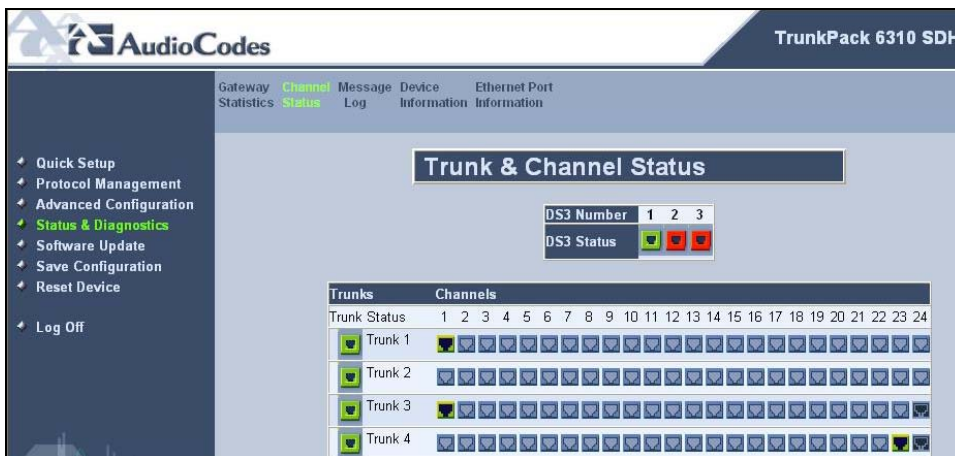 AudioCodes
TrunkPack 6310 SDH
Gateway Statistics
Channel Status
Message Log
Device Information
Ethernet Port Information
Quick Setup
Protocol Management
Advanced Configuration
Status & Diagnostics
Software Update
Save Configuration
Reset Device
Log Off
Trunk & Channel Status
DS3 Number 1 2 3
DS3 Status
Trunks Channels
Trunk Status 1 2 3 4 5 6 7 8 9 10 11 12 13 14 15 16 17 18 19 20 21 22 23 24
Trunk 1
Trunk 2
Trunk 3
Trunk 4